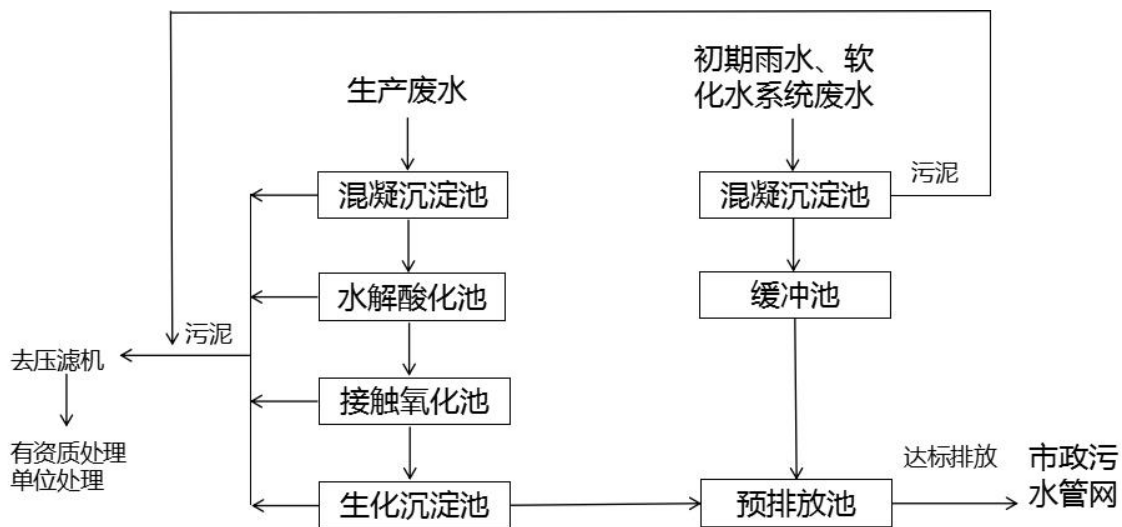 生产废水
初期雨水、软
化水系统废水
混凝沉淀池
混凝沉淀池
污泥
水解酸化池
缓冲池
污泥
去压滤机
接触氧化池
有资质处理
单位处理
生化沉淀池
预排放池
达标排放
市政污
水管网